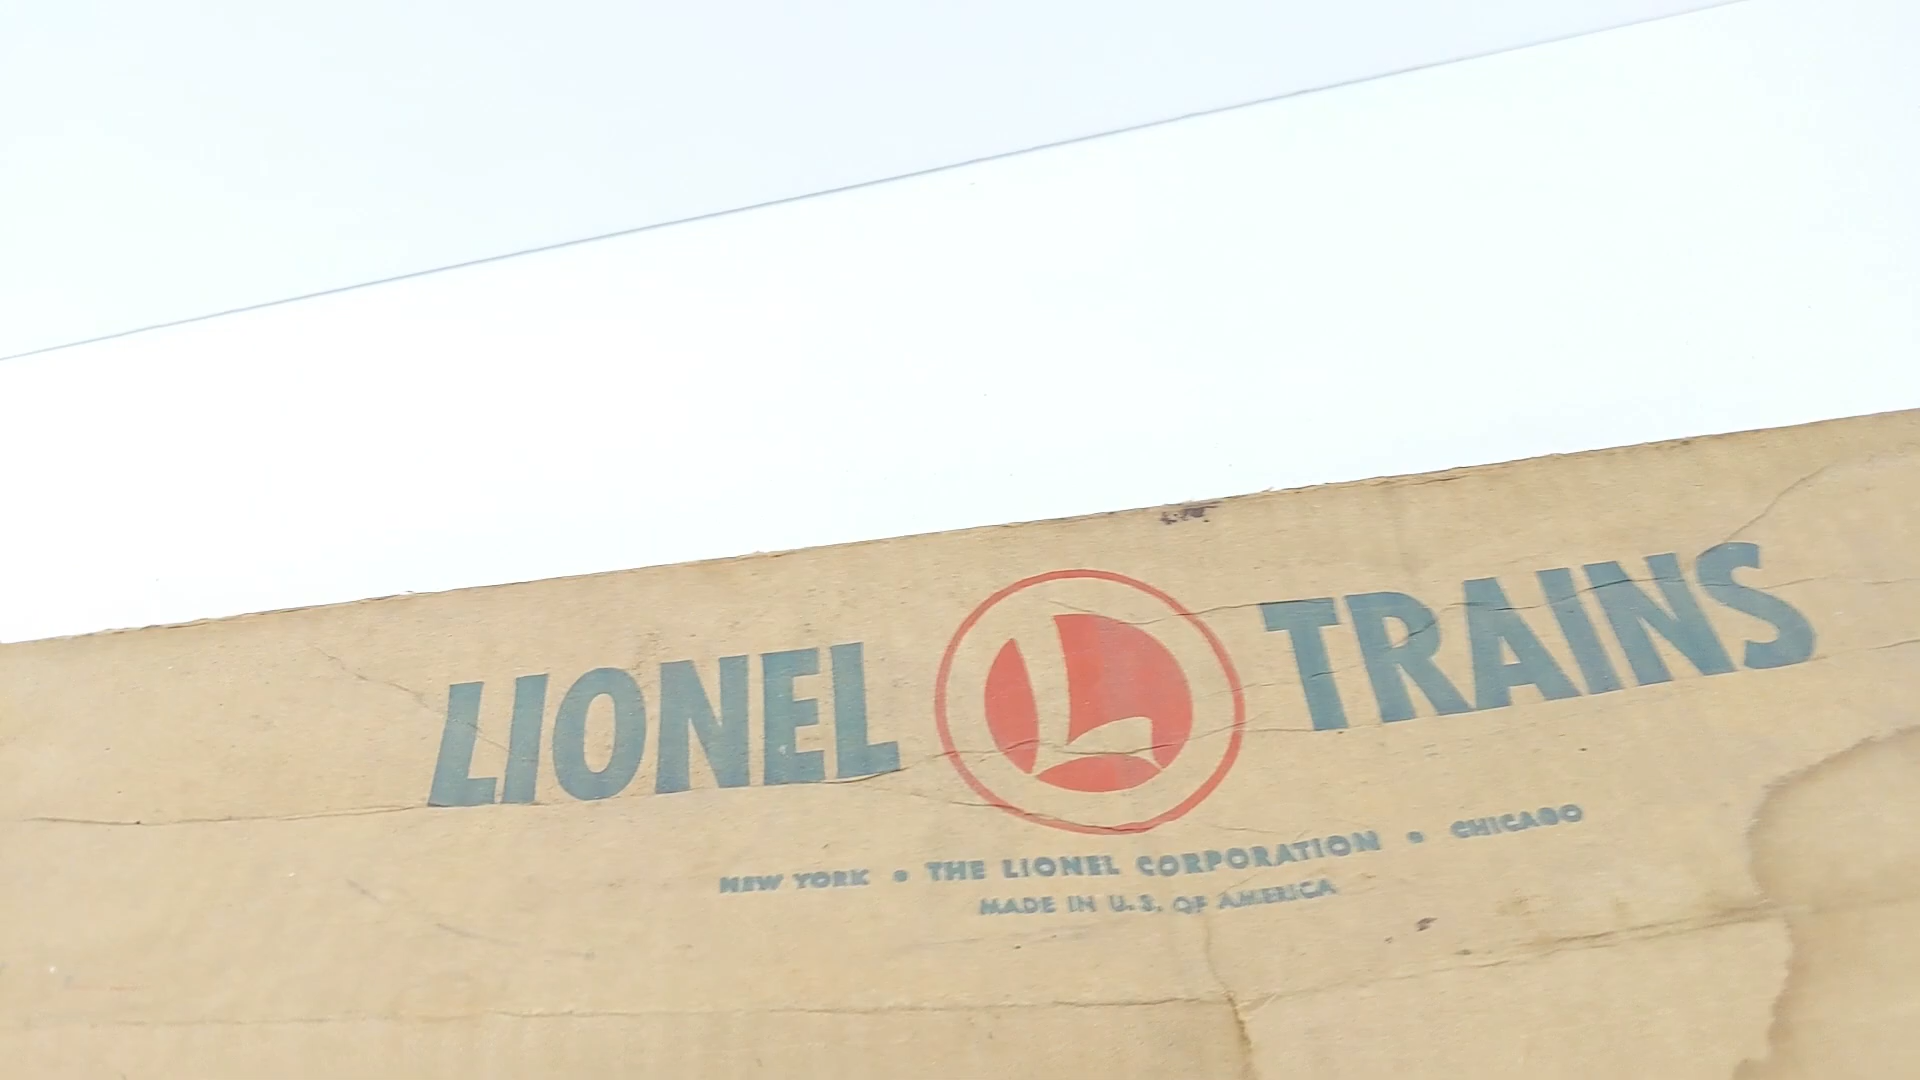 LIONEL L TRAINS
NEW YORK • THE LIONEL CORPORATION • CHICAGO
MADE IN U.S. OF AMERICA